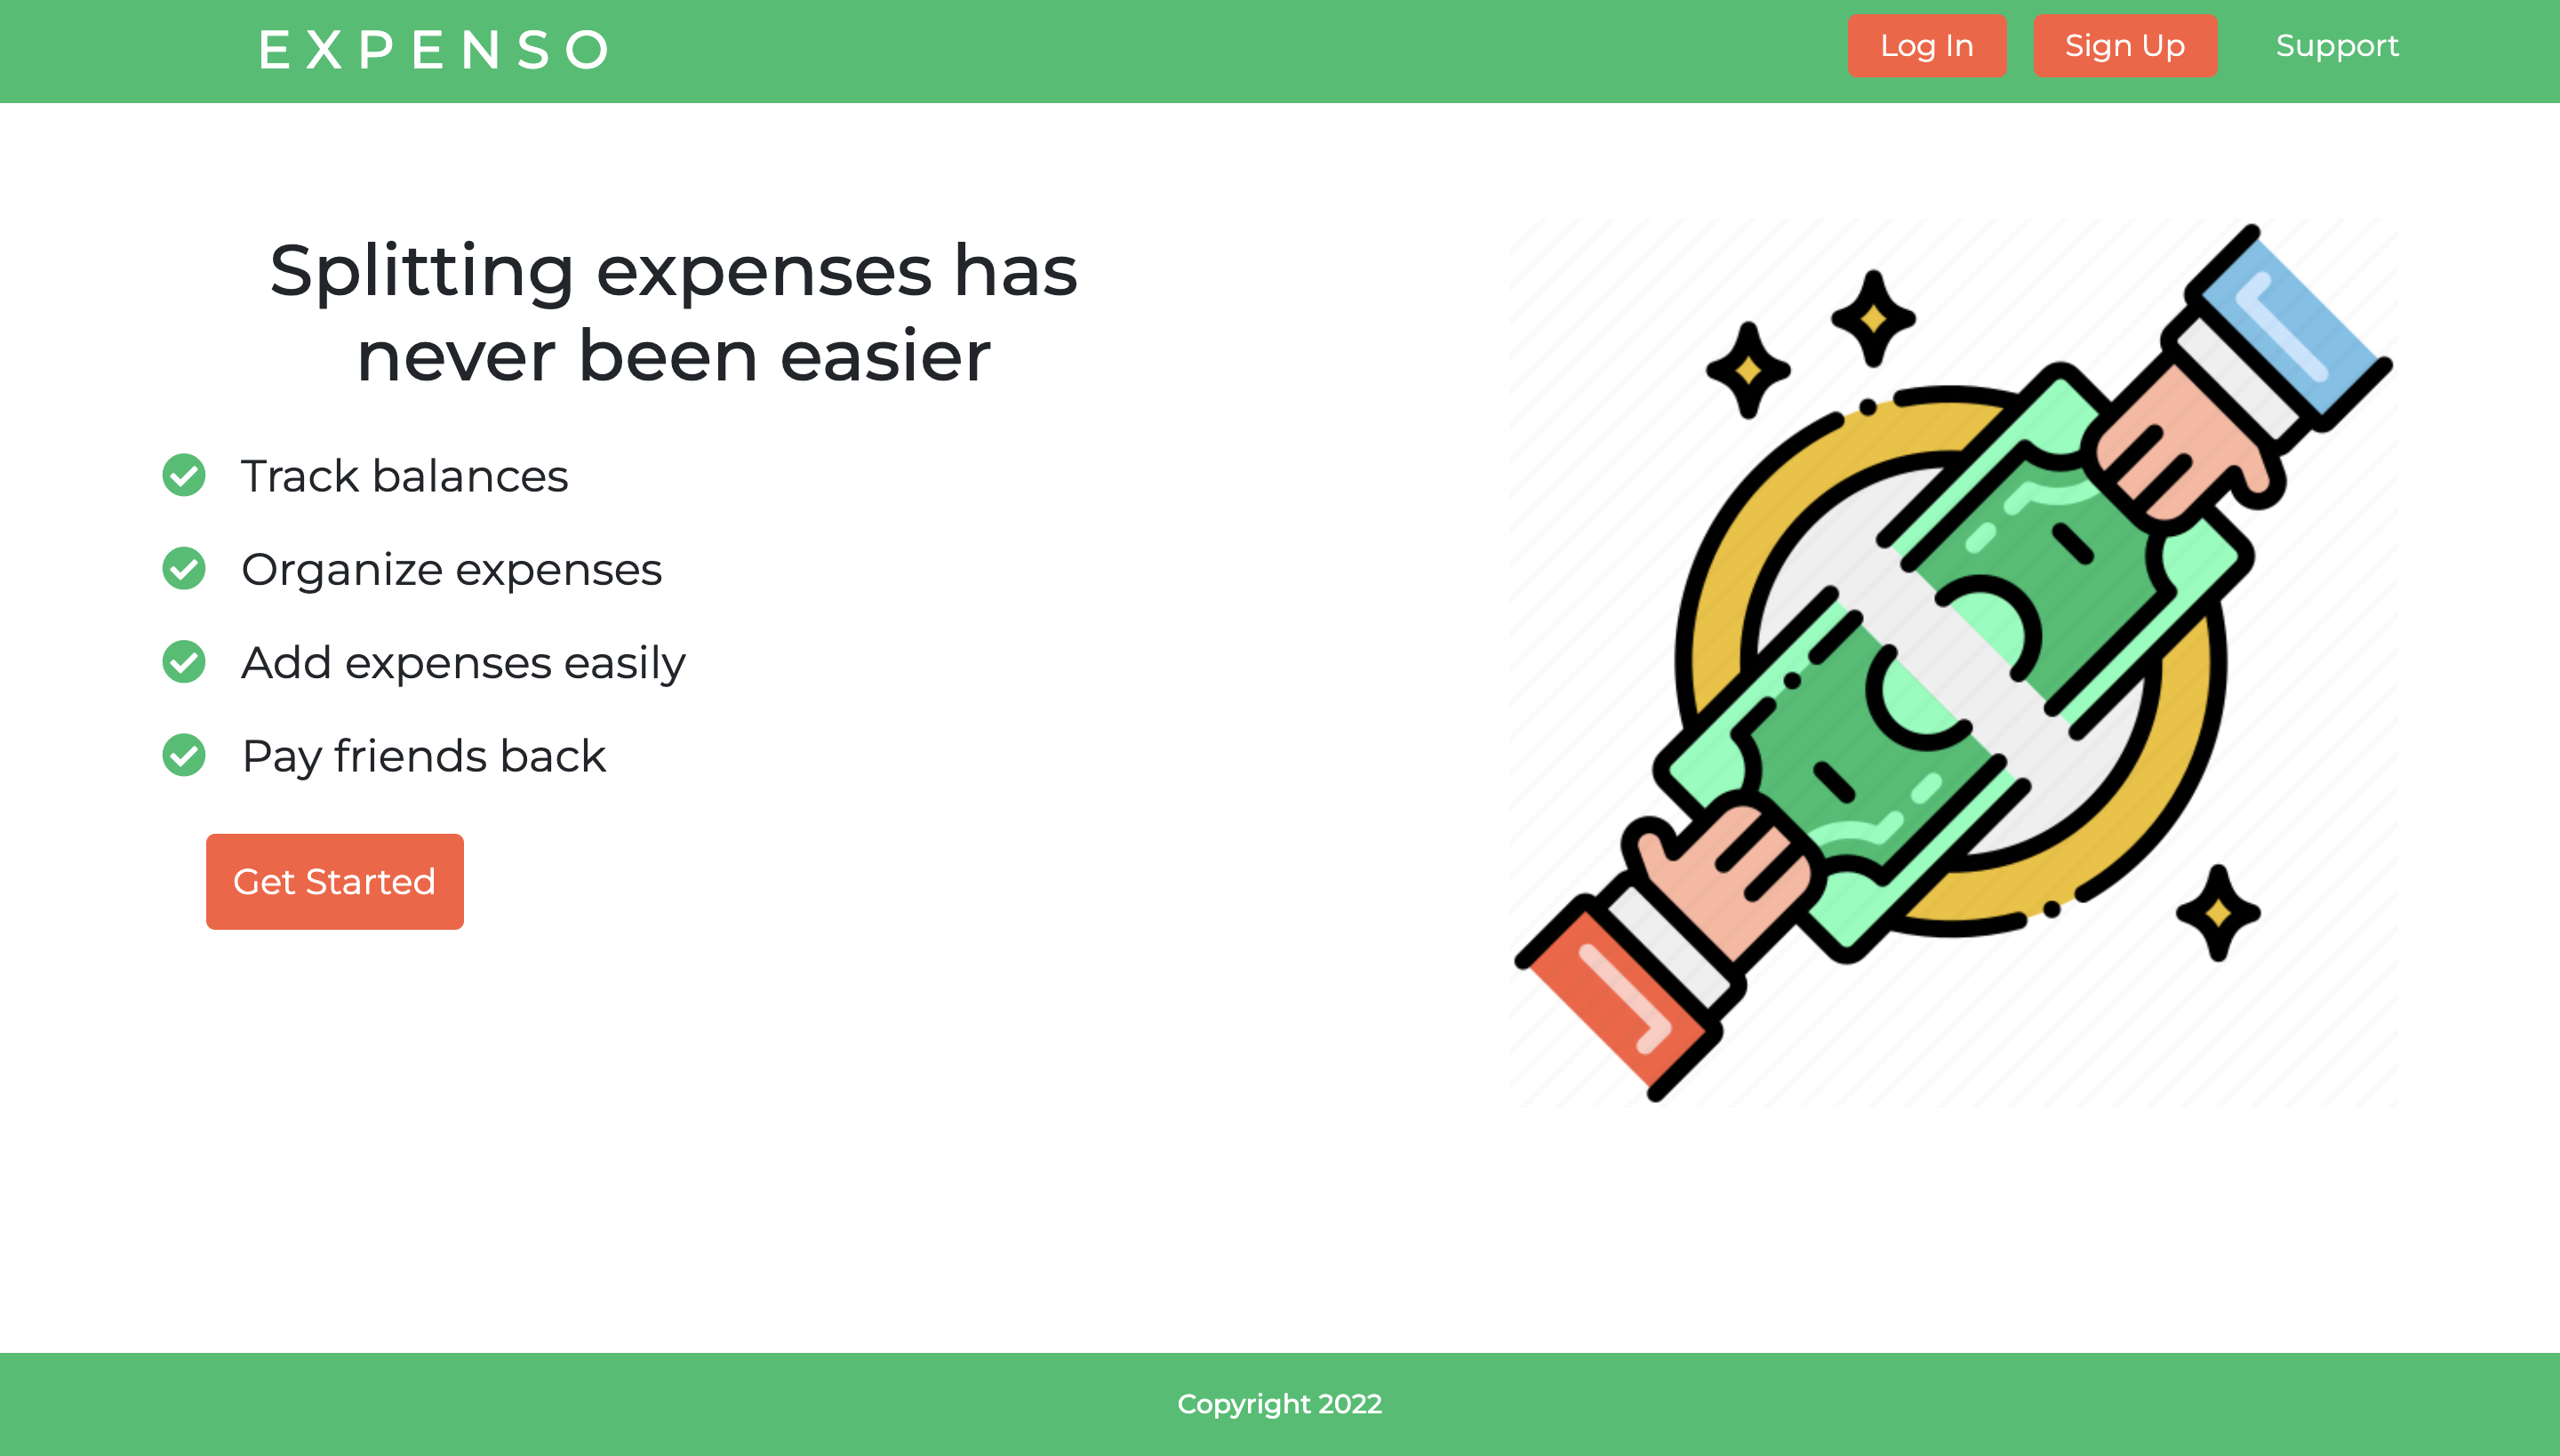 EXPENSO
Log In
Sign Up
Support
Splitting expenses has
never been easier
Track balances
Organize expenses
Add expenses easily
Pay friends back
Get Started
Copyright 2022